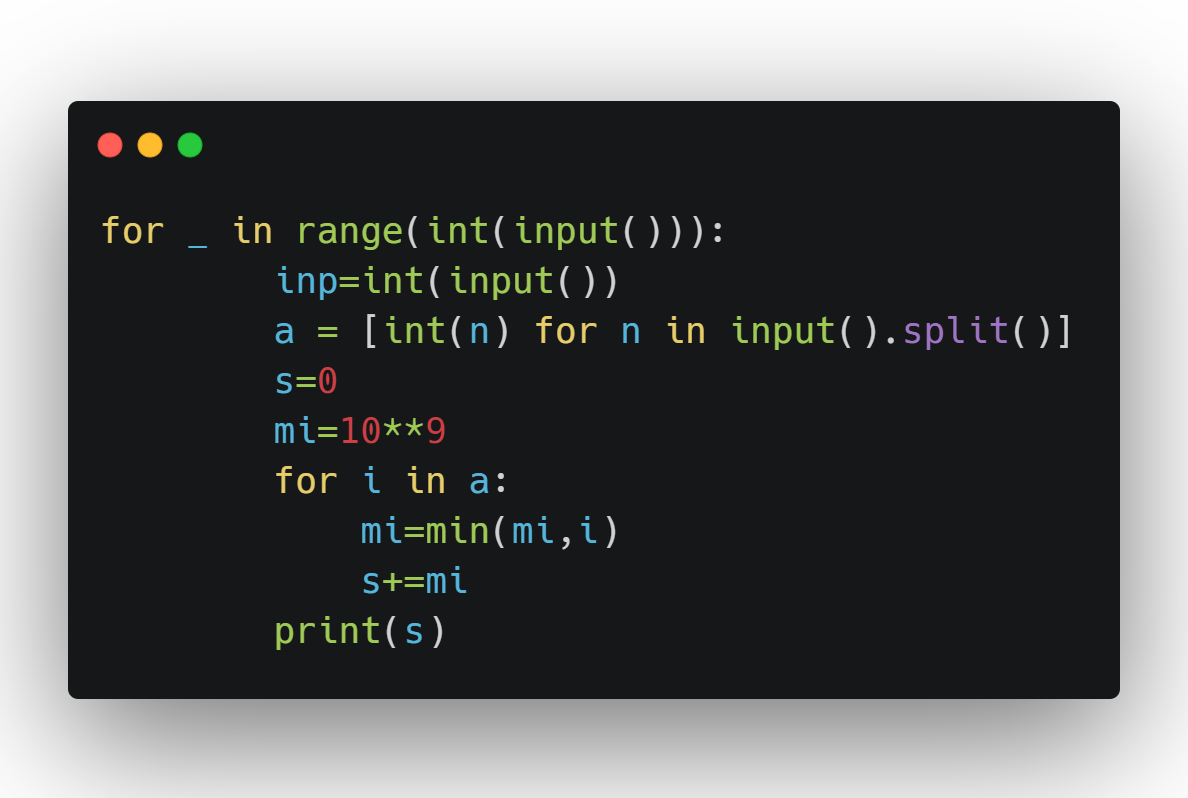 for _ in range(int(input())):
        inp=int(input())
        a = [int(n) for n in input().split()]
        s=0
        mi=10**9
        for i in a:
            mi=min(mi,i)
            s+=mi
        print(s)